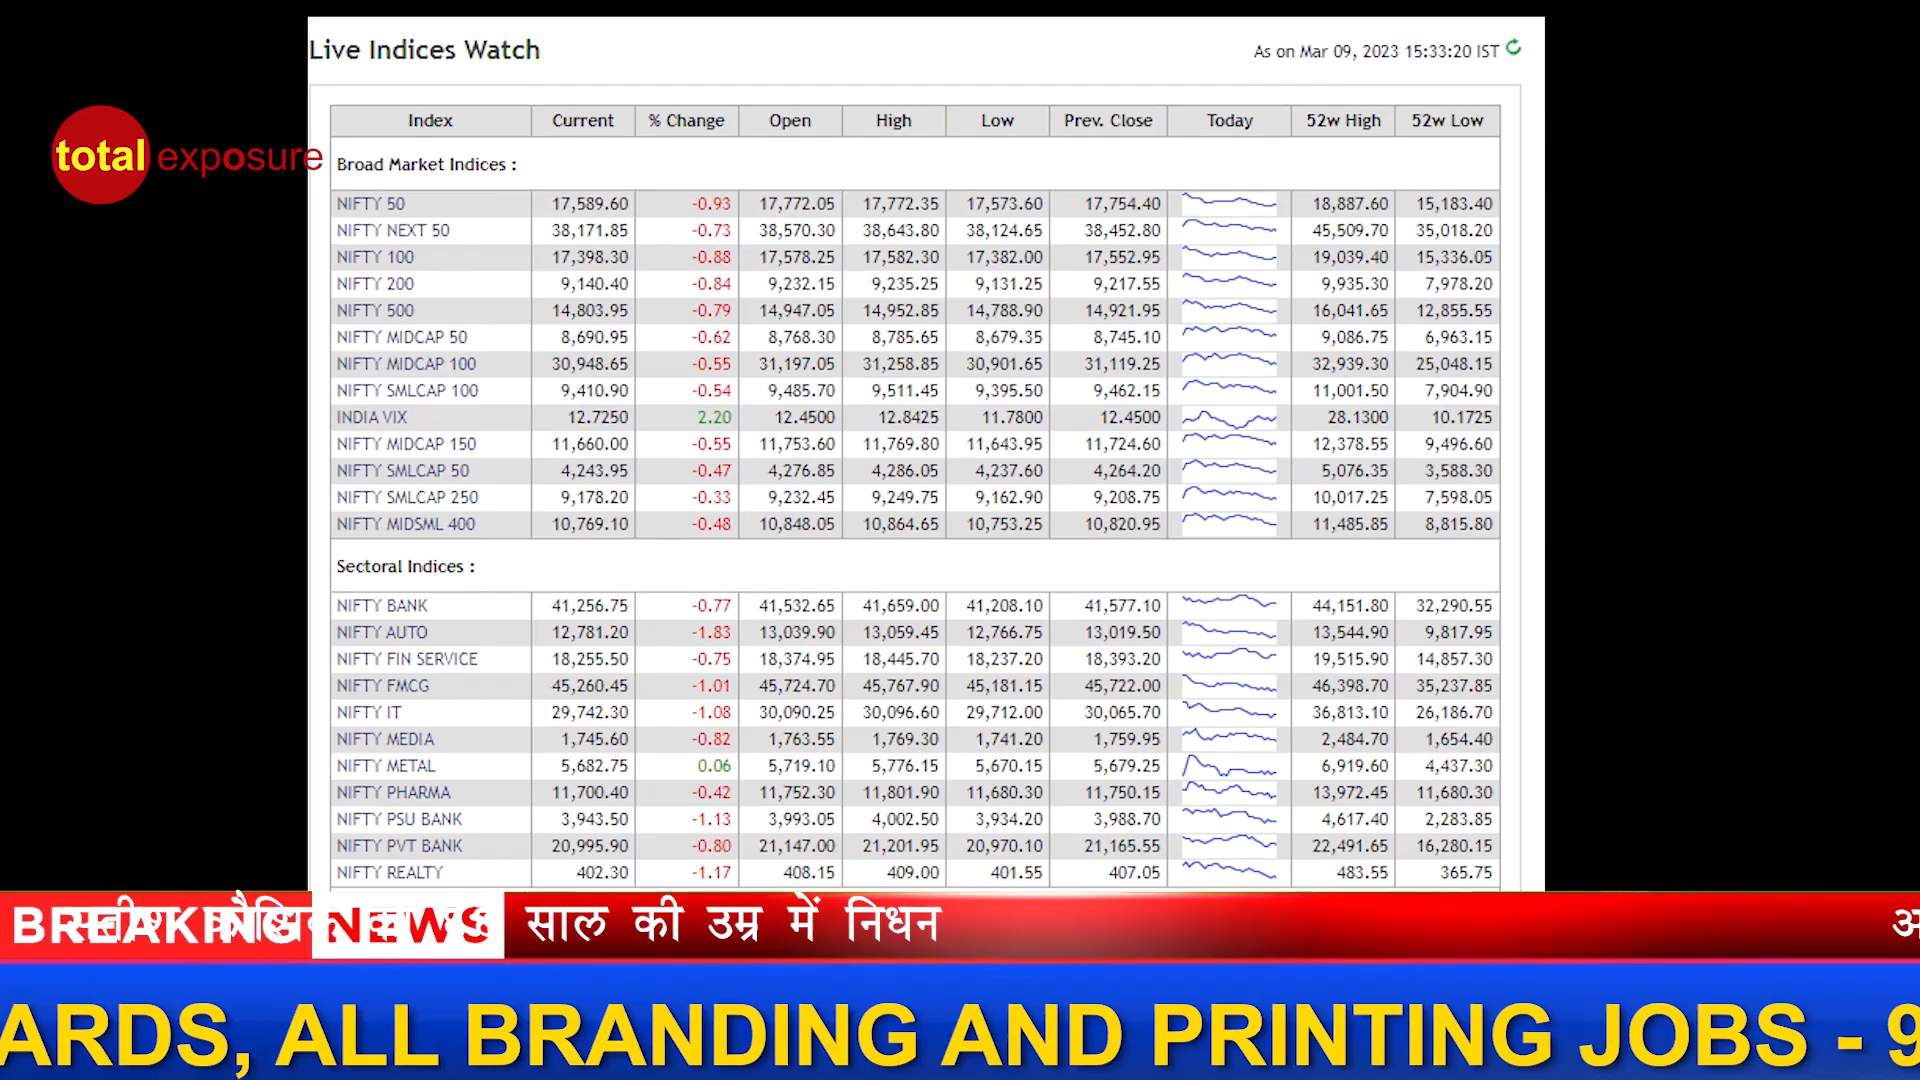 Live Indices Watch
As on Mar 09, 2023 15:33:20 IST
total exposure
Index Current % Change Open High Low Prev. Close Today 52w High 52w Low
Broad Market Indices :
NIFTY 50 17,589.60 -0.93 17,772.05 17,772.35 17,573.60 17,754.40 18,887.60 15,183.40
NIFTY NEXT 50 38,171.85 -0.73 38,570.30 38,643.80 38,124.65 38,452.80 45,509.70 35,018.20
NIFTY 100 17,398.30 -0.88 17,578.25 17,582.30 17,382.00 17,552.95 19,039.40 15,336.05
NIFTY 200 9,140.40 -0.84 9,232.15 9,235.25 9,131.25 9,217.55 9,935.30 7,978.20
NIFTY 500 14,803.95 -0.79 14,947.05 14,952.85 14,788.90 14,921.95 16,041.65 12,855.55
NIFTY MIDCAP 50 8,690.95 -0.62 8,768.30 8,785.65 8,679.35 8,745.10 9,086.75 6,963.15
NIFTY MIDCAP 100 30,948.65 -0.55 31,197.05 31,258.85 30,901.65 31,119.25 32,939.30 25,048.15
NIFTY SMLCAP 100 9,410.90 -0.54 9,485.70 9,511.45 9,395.50 9,462.15 11,001.50 7,904.90
INDIA VIX 12.7250 2.20 12.4500 12.8425 11.7800 12.4500 28.1300 10.1725
NIFTY MIDCAP 150 11,660.00 -0.55 11,753.60 11,769.80 11,643.95 11,724.60 12,378.55 9,496.60
NIFTY SMLCAP 50 4,243.95 -0.47 4,276.85 4,286.05 4,237.60 4,264.20 5,076.35 3,588.30
NIFTY SMLCAP 250 9,178.20 -0.33 9,232.45 9,249.75 9,162.90 9,208.75 10,017.25 7,598.05
NIFTY MIDSML 400 10,769.10 -0.48 10,848.05 10,864.65 10,753.25 10,820.95 11,485.85 8,815.80
Sectoral Indices :
NIFTY BANK 41,256.75 -0.77 41,532.65 41,659.00 41,208.10 41,577.10 44,151.80 32,290.55
NIFTY AUTO 12,781.20 -1.83 13,039.90 13,059.45 12,766.75 13,019.50 13,544.90 9,817.95
NIFTY FIN SERVICE 18,255.50 -0.75 18,374.95 18,445.70 18,237.20 18,393.20 19,515.90 14,857.30
NIFTY FMCG 45,260.45 -1.01 45,724.70 45,767.90 45,181.15 45,722.00 46,398.70 35,237.85
NIFTY IT 29,742.30 -1.08 30,090.25 30,096.60 29,712.00 30,065.70 36,813.10 26,186.70
NIFTY MEDIA 1,745.60 -0.82 1,763.55 1,769.30 1,741.20 1,759.95 2,484.70 1,654.40
NIFTY METAL 5,682.75 0.06 5,719.10 5,776.15 5,670.15 5,679.25 6,919.60 4,437.30
NIFTY PHARMA 11,700.40 -0.42 11,752.30 11,801.90 11,680.30 11,750.15 13,972.45 11,680.30
NIFTY PSU BANK 3,943.50 -1.13 3,993.05 4,002.50 3,934.20 3,988.70 4,617.40 2,283.85
NIFTY PVT BANK 20,995.90 -0.80 21,147.00 21,201.95 20,970.10 21,165.55 22,491.65 16,280.15
NIFTY REALTY 402.30 -1.17 408.15 409.00 401.55 407.05 483.55 365.75
BREAKING NEWS साल की उम्र में निधन
ARDS, ALL BRANDING AND PRINTING JOBS - 9